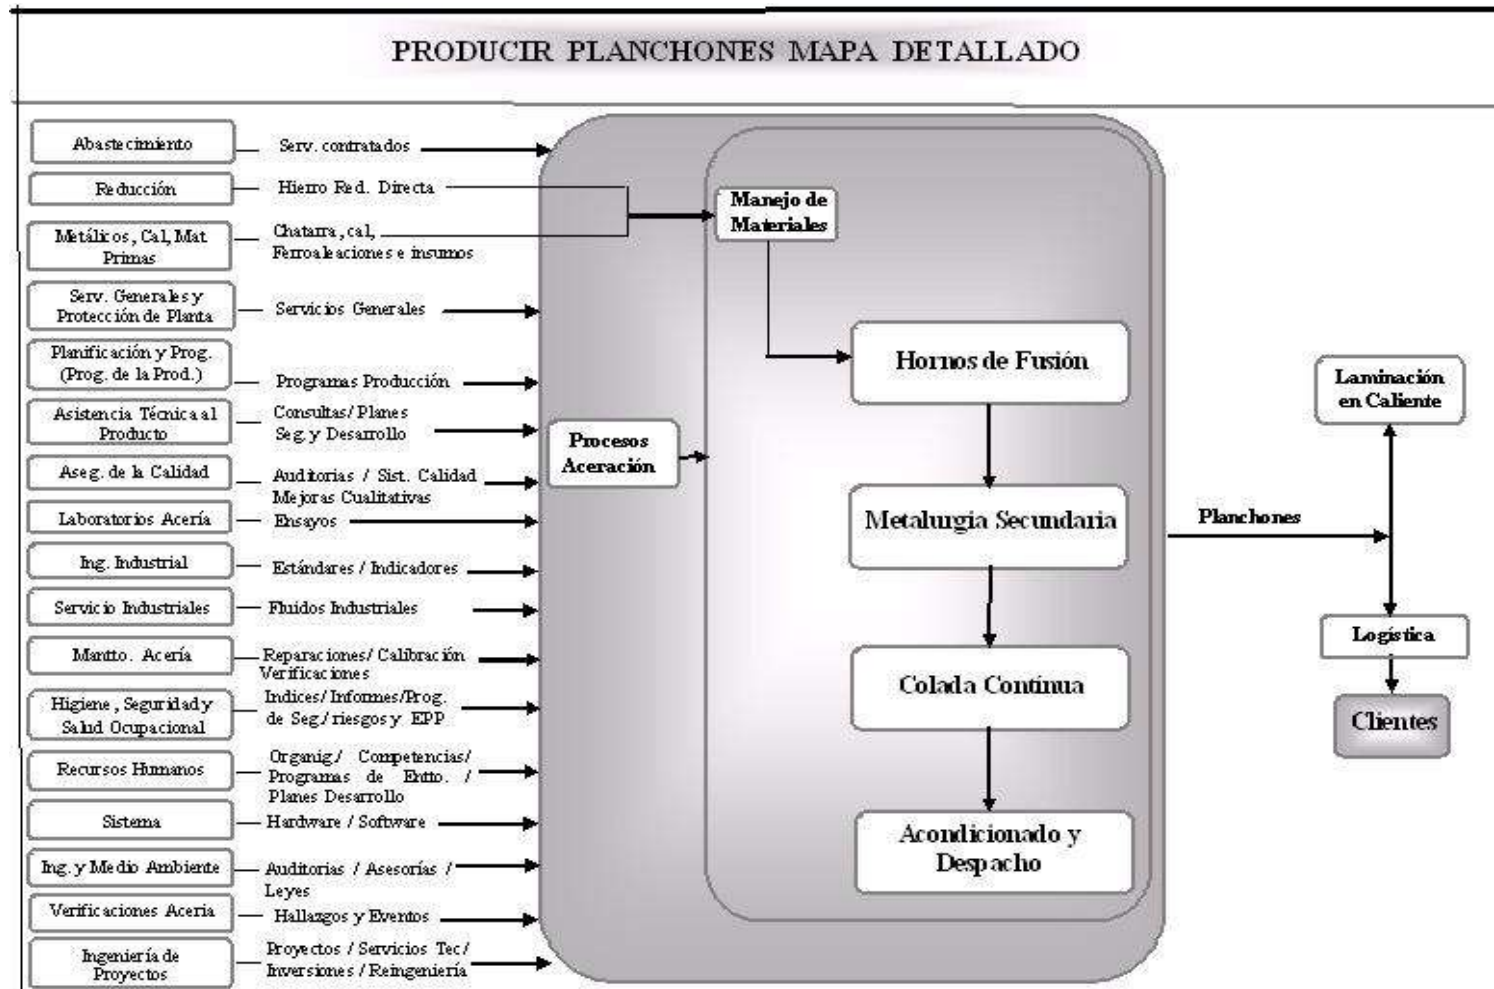 PRODUCIR PLANCHONES MAPA DETALLADO
Abastecimiento
Serv. contratados
Reducción
Hierro Red. Directa
Metálicos, Cal, Mat
Primas
Chatarra, cal,
Ferroaleaciones e insumos
Serv. Generales y
Protección de Planta
Servicios Generales
Planificación y Prog.
(Prog. de la Prod.)
Programas Producción
Asistencia Técnica al
Producto
Consultas/ Planes
Seg. y Desarrollo
Aseg. de la Calidad
Auditorias / Sist. Calidad
Mejoras Cualitativas
Laboratorios Acería
Ensayos
Ing. Industrial
Estándares / Indicadores
Servicio Industriales
Fluidos Industriales
Mantto. Acería
Reparaciones/ Calibración
Verificaciones
Higiene, Seguridad y
Salud Ocupacional
Indices/ Informes/Prog.
de Seg./ riesgos y EPP
Recursos Humanos
Organig./ Competencias/
Programas de Entto. /
Planes Desarrollo
Sistema
Hardware / Software
Ing. y Medio Ambiente
Auditorias / Asesorías /
Leyes
Verificaciones Aceria
Hallazgos y Eventos
Ingeniería de
Proyectos
Proyectos / Servicios Tec/
Inversiones / Reingeniería
Procesos
Aceración
Manejo de
Materiales
Hornos de Fusión
Metalurgia Secundaria
Colada Contínua
Acondicionado y
Despacho
Planchones
Laminación
en Caliente
Logística
Clientes